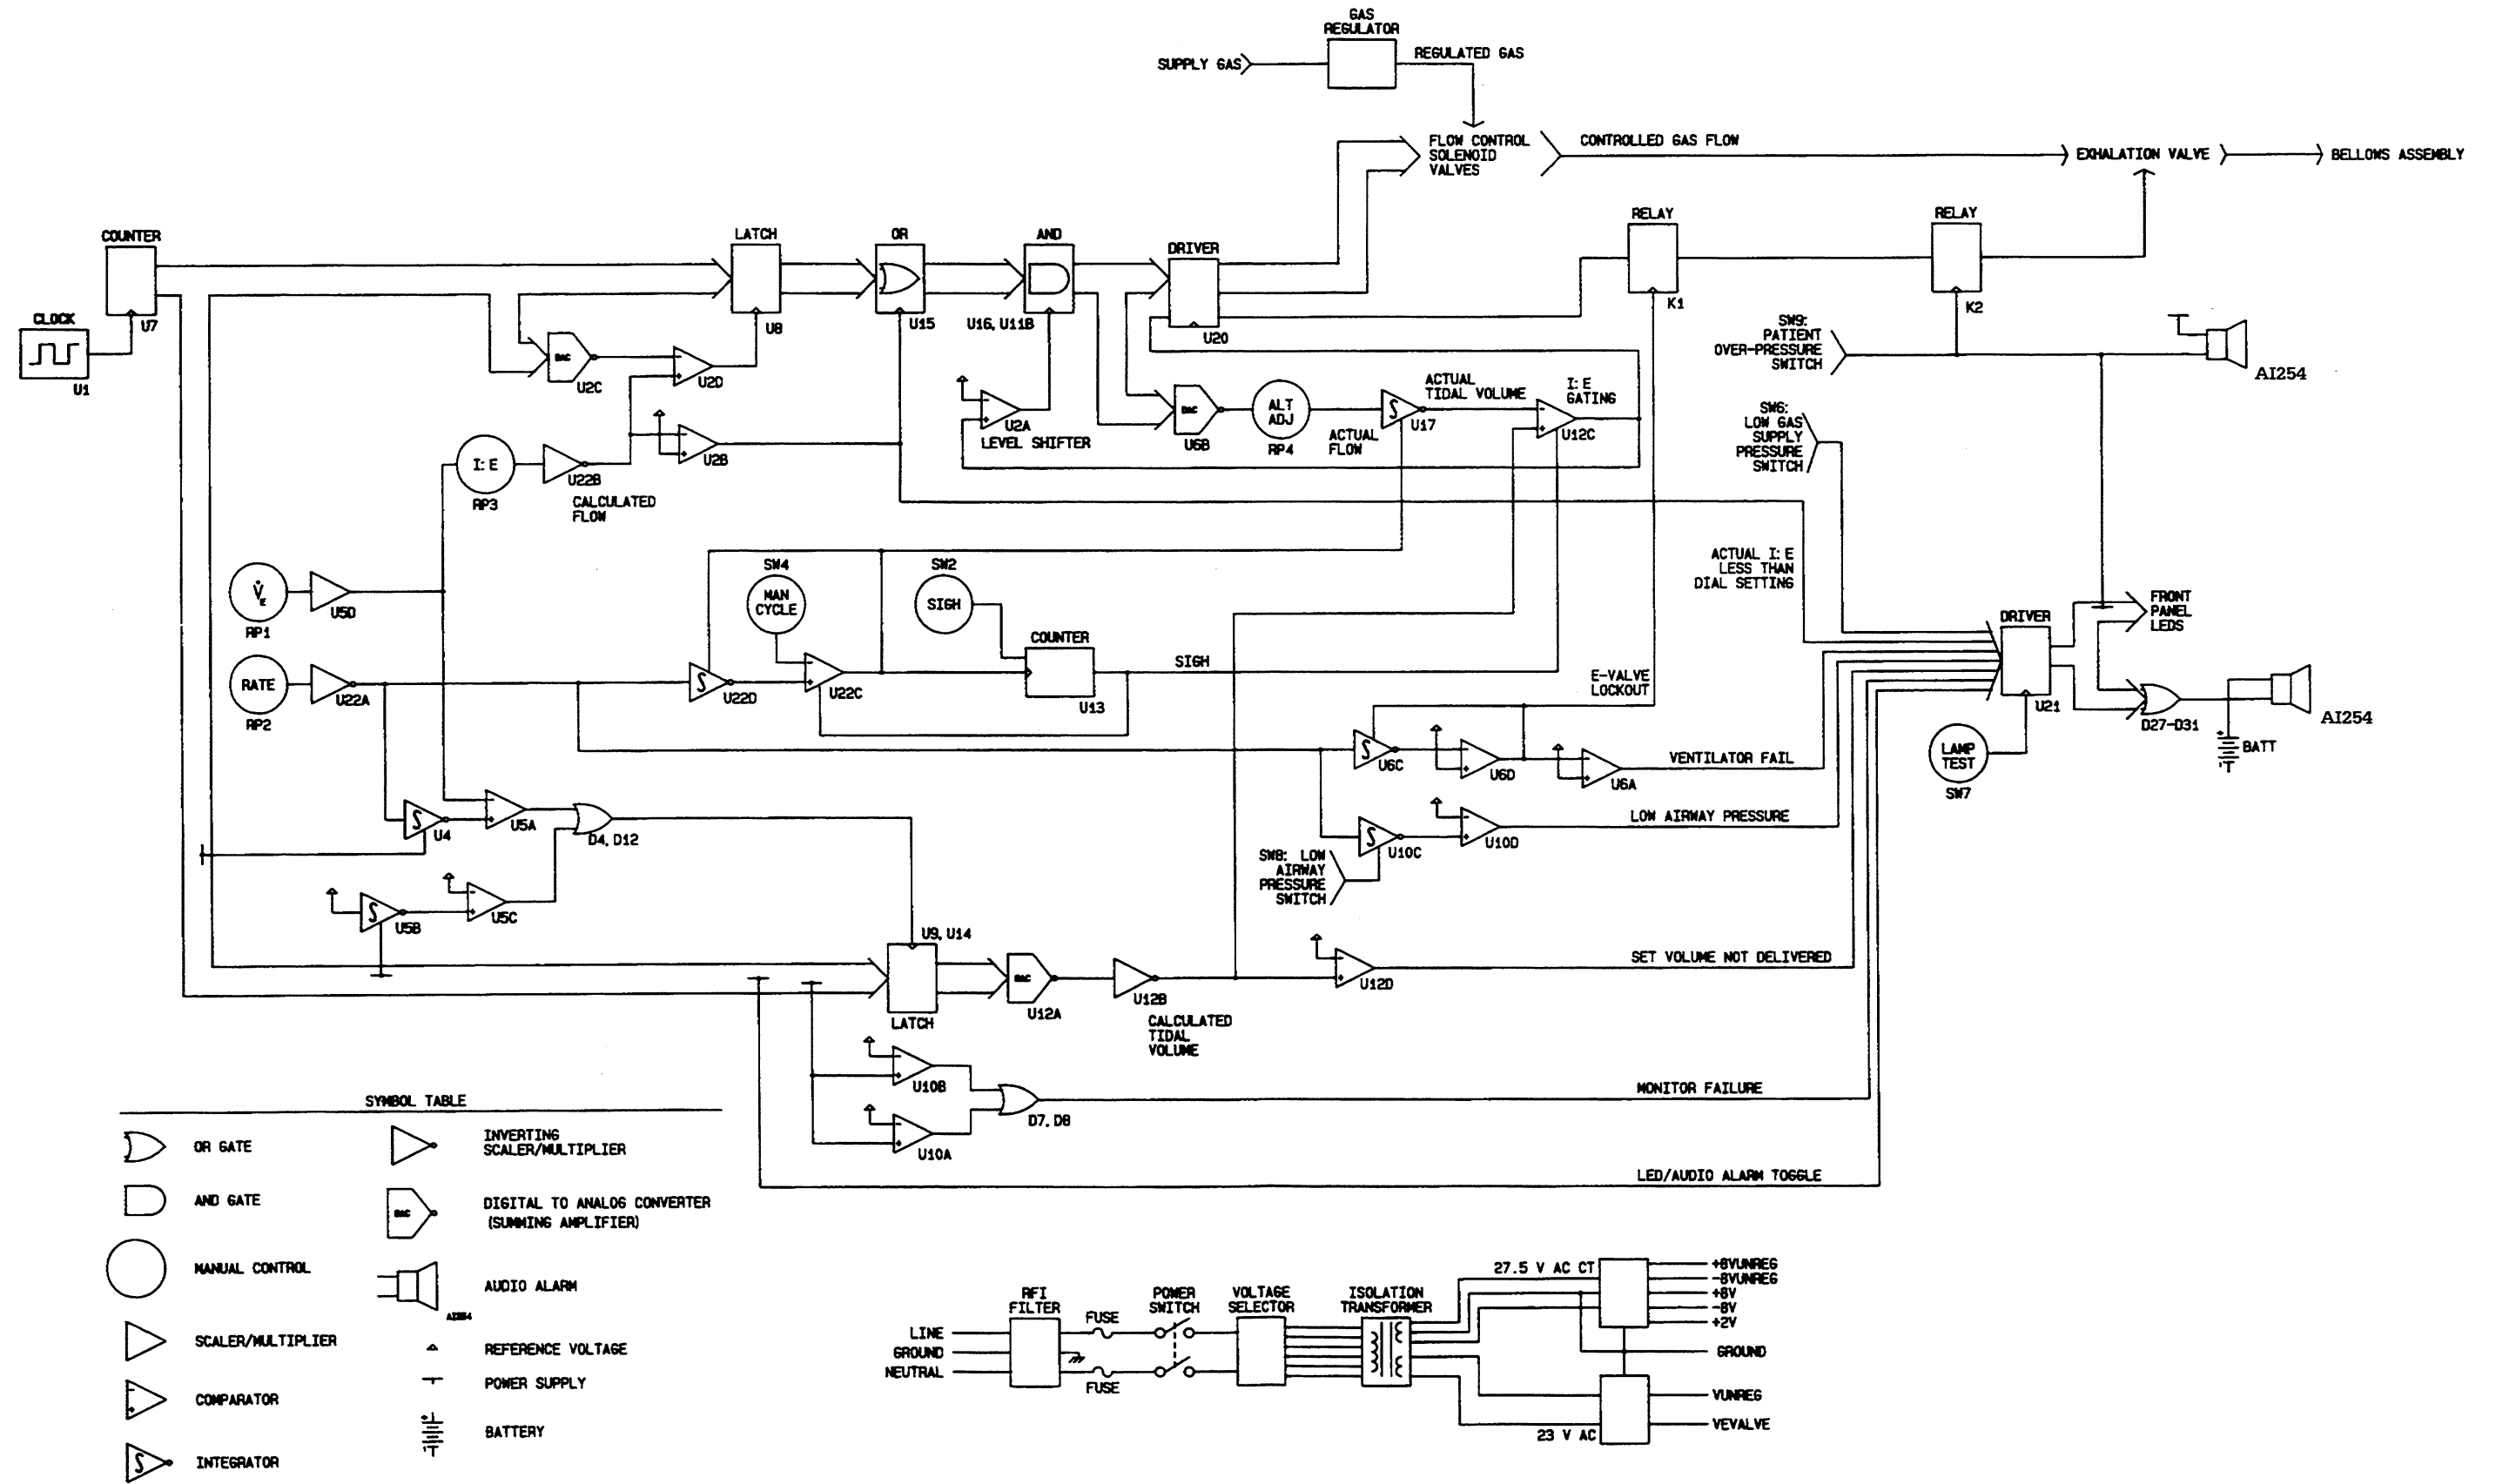 GAS
REGULATOR
SUPPLY GAS
REGULATED GAS
FLOW CONTROL
SOLENOID
VALVES
CONTROLLED GAS FLOW
EXHALATION VALVE
BELLOWS ASSEMBLY
COUNTER
U7
CLOCK
U1
LATCH
U8
OR
U15
AND
U16, U11B
DRIVER
U20
RELAY
K1
RELAY
K2
SW9:
PATIENT
OVER-PRESSURE
SWITCH
AI254
DAC
U2C
U2D
U2A
LEVEL SHIFTER
DAC
U6B
ALT
ADJ
RP4
ACTUAL
FLOW
U17
ACTUAL
TIDAL VOLUME
I:E
GATING
U12C
SW6:
LOW GAS
SUPPLY
PRESSURE
SWITCH
I:E
RP3
U22B
CALCULATED
FLOW
U2B
V̇E
RP1
U5D
RATE
RP2
U22A
SW4
MAN
CYCLE
SW2
SIGH
COUNTER
U13
SIGH
U22D
U22C
ACTUAL I:E
LESS THAN
DIAL SETTING
E-VALVE
LOCKOUT
DRIVER
U21
FRONT
PANEL
LEDS
D27-D31
AI254
BATT
LAMP
TEST
SW7
U6C
U6D
U6A
VENTILATOR FAIL
U4
U5A
D4, D12
U10C
U10D
LOW AIRWAY PRESSURE
SW8: LOW
AIRWAY
PRESSURE
SWITCH
U5B
U5C
U9, U14
LATCH
DAC
U12A
U12B
CALCULATED
TIDAL
VOLUME
U12D
SET VOLUME NOT DELIVERED
U10B
U10A
D7, D8
MONITOR FAILURE
LED/AUDIO ALARM TOGGLE
SYMBOL TABLE
OR GATE
AND GATE
MANUAL CONTROL
SCALER/MULTIPLIER
COMPARATOR
INTEGRATOR
INVERTING
SCALER/MULTIPLIER
DAC
DIGITAL TO ANALOG CONVERTER
(SUMMING AMPLIFIER)
AUDIO ALARM
AI254
REFERENCE VOLTAGE
POWER SUPPLY
BATTERY
LINE
GROUND
NEUTRAL
RFI
FILTER
FUSE
FUSE
POWER
SWITCH
VOLTAGE
SELECTOR
ISOLATION
TRANSFORMER
27.5 V AC CT
23 V AC
+8VUNREG
-8VUNREG
+8V
-8V
+2V
GROUND
VUNREG
VEVALVE